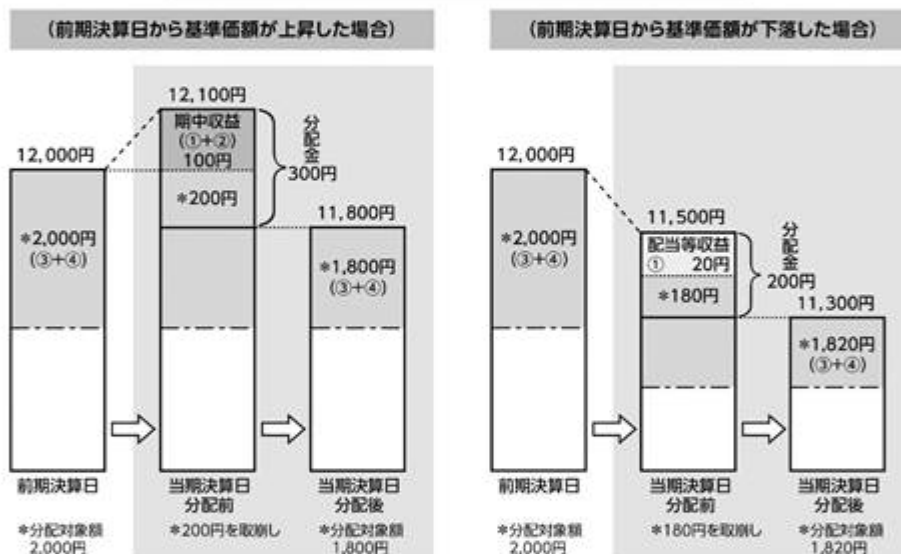 (前期決算日から基準価額が上昇した場合)
12,100円
期中収益
(①+②)
100円
分配金
300円
12,000円
*200円
11,800円
*2,000円
(③+④)
*1,800円
(③+④)
前期決算日
当期決算日
分配前
当期決算日
分配後
*分配対象額
2,000円
*200円を取崩し
*分配対象額
1,800円
(前期決算日から基準価額が下落した場合)
12,000円
11,500円
配当等収益
① 20円
分配金
200円
*2,000円
(③+④)
*180円
11,300円
*1,820円
(③+④)
前期決算日
当期決算日
分配前
当期決算日
分配後
*分配対象額
2,000円
*180円を取崩し
*分配対象額
1,820円